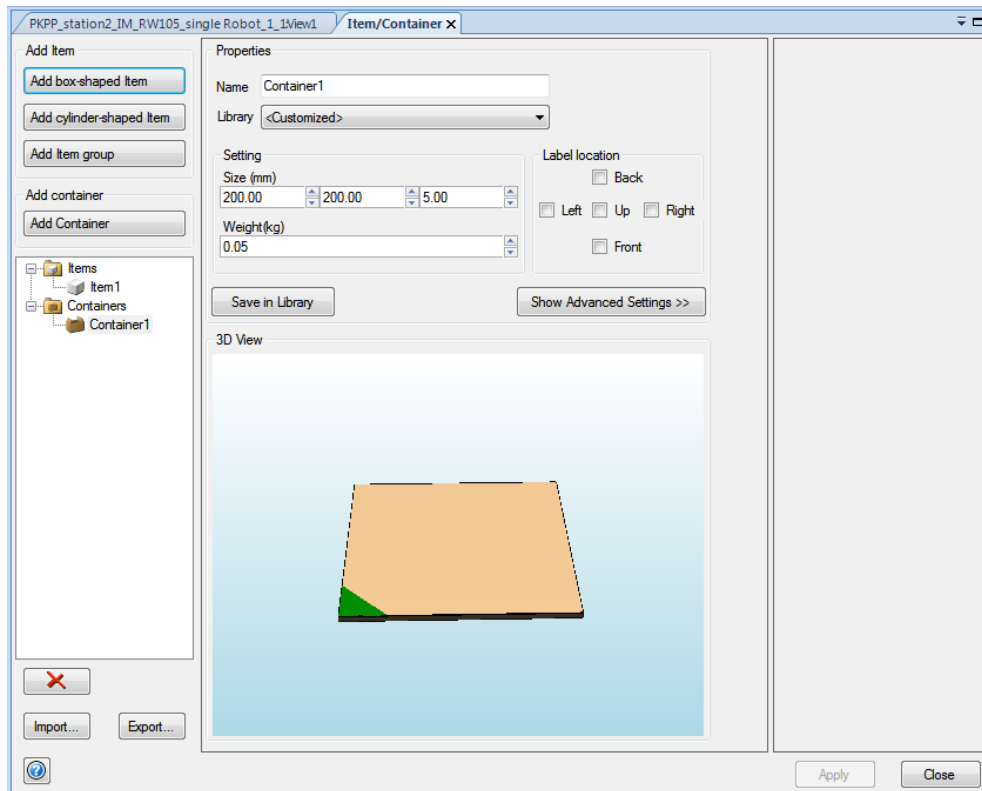 PKPP_station2_IM_RW105_single Robot_1_1:View1
Item/Container
Add Item
Add box-shaped Item
Add cylinder-shaped Item
Add Item group
Add container
Add Container
Items
Item1
Containers
Container1
Import...
Export...
Properties
Name Container1
Library <Customized>
Setting
Size (mm)
200.00 200.00 5.00
Weight(kg)
0.05
Label location
Back
Left Up Right
Front
Save in Library
Show Advanced Settings >>
3D View
Apply
Close